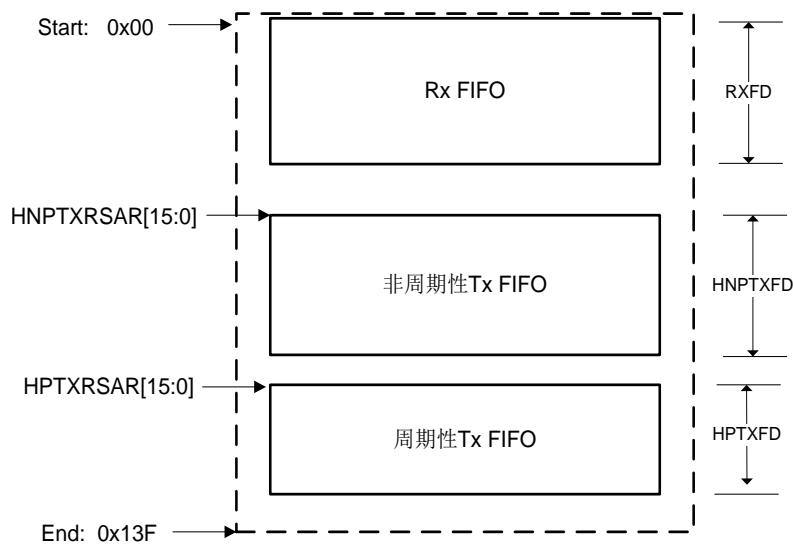 Start: 0x00
Rx FIFO
RXFD
HNPTXRSAR[15:0]
非周期性Tx FIFO
HNPTXFD
HPTXRSAR[15:0]
周期性Tx FIFO
HPTXFD
End: 0x13F